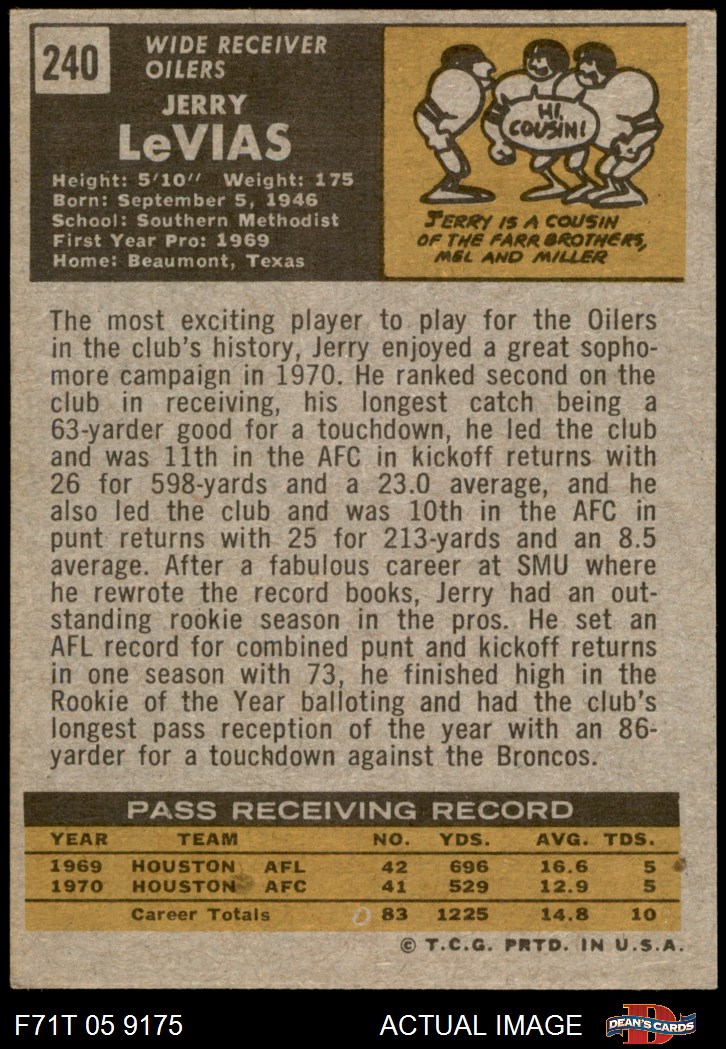 240
WIDE RECEIVER
OILERS
JERRY
LeVIAS
Height: 5'10" Weight: 175
Born: September 5, 1946
School: Southern Methodist
First Year Pro: 1969
Home: Beaumont, Texas
HI,
COUSIN!
JERRY IS A COUSIN
OF THE FARR BROTHERS,
MEL AND MILLER
The most exciting player to play for the Oilers
in the club's history, Jerry enjoyed a great sopho-
more campaign in 1970. He ranked second on the
club in receiving, his longest catch being a
63-yarder good for a touchdown, he led the club
and was 11th in the AFC in kickoff returns with
26 for 598-yards and a 23.0 average, and he
also led the club and was 10th in the AFC in
punt returns with 25 for 213-yards and an 8.5
average. After a fabulous career at SMU where
he rewrote the record books, Jerry had an out-
standing rookie season in the pros. He set an
AFL record for combined punt and kickoff returns
in one season with 73, he finished high in the
Rookie of the Year balloting and had the club's
longest pass reception of the year with an 86-
yarder for a touchdown against the Broncos.
PASS RECEIVING RECORD
YEAR TEAM NO. YDS. AVG. TDS.
1969 HOUSTON AFL 42 696 16.6 5
1970 HOUSTON AFC 41 529 12.9 5
Career Totals 83 1225 14.8 10
© T.C.G. PRTD. IN U.S.A.
F71T 05 9175 ACTUAL IMAGE D DEAN'S CARDS